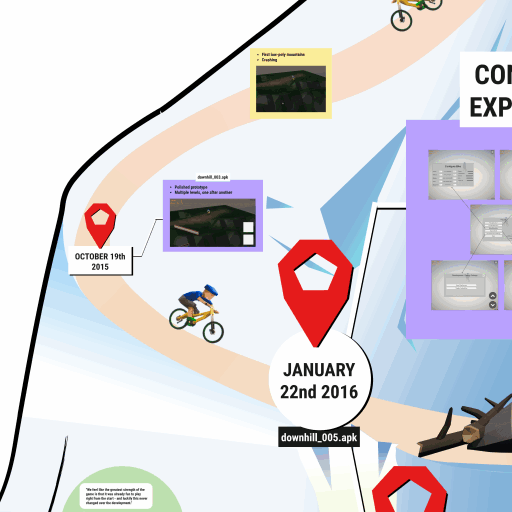 First low-poly mountains
Crashing
CON
EXP
downhill_003.apk
Polished prototype
Multiple levels, one after another
OCTOBER 19th
2015
JANUARY
22nd 2016
downhill_005.apk
"We feel like the greatest strength of the
game is that it was already fun to play
right from the start - and luckily this never
changed over the development."